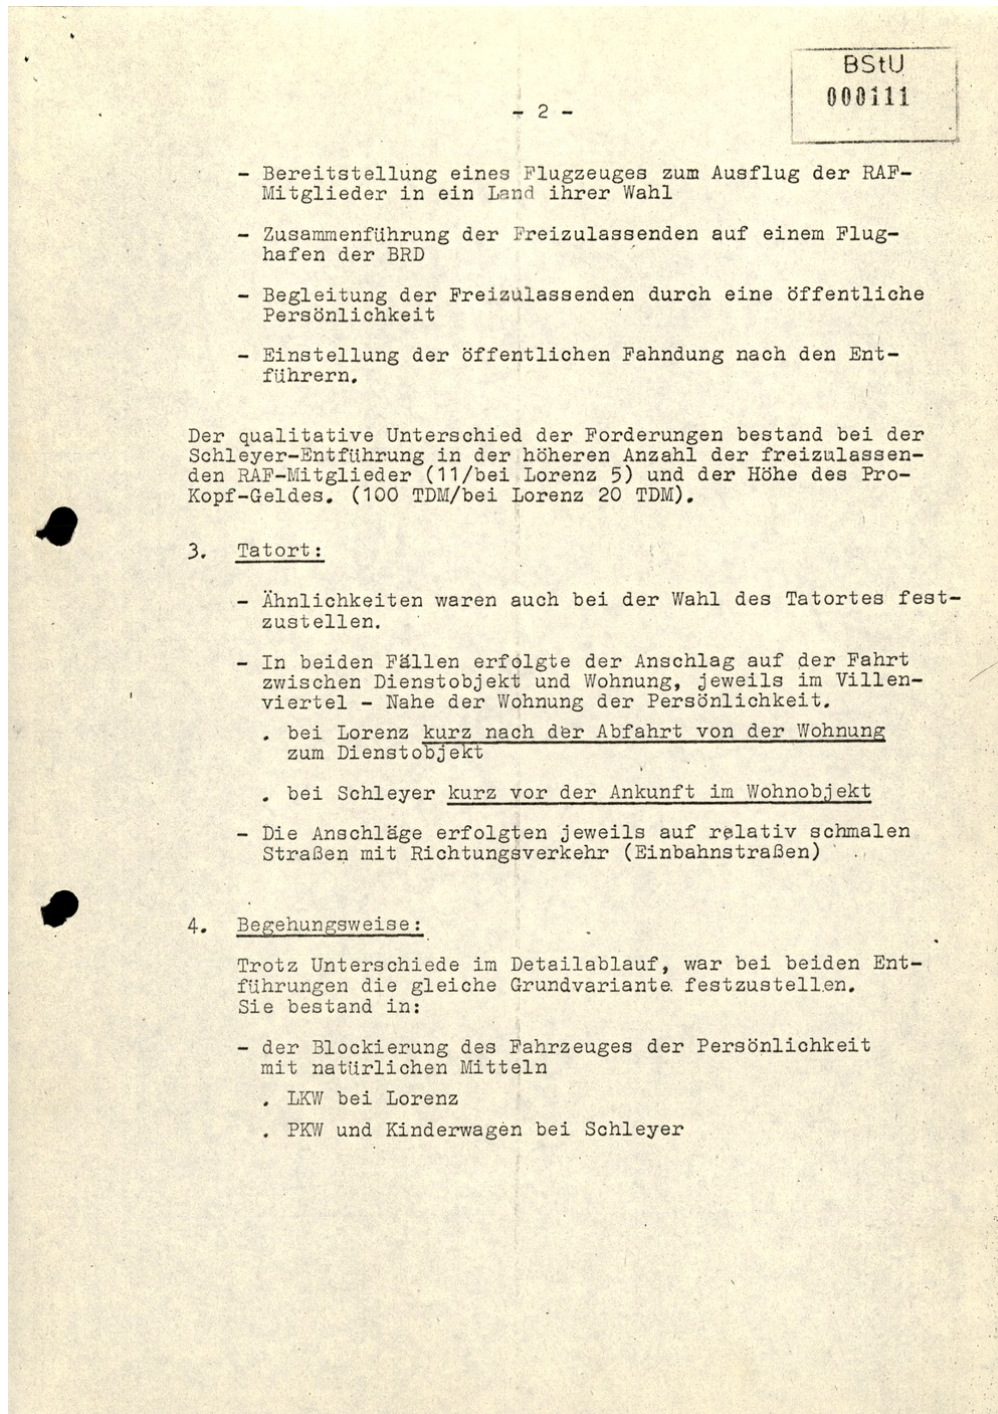 BStU
000111
- 2 -
- Bereitstellung eines Flugzeuges zum Ausflug der RAF-
Mitglieder in ein Land ihrer Wahl
- Zusammenführung der Freizulassenden auf einem Flug-
hafen der BRD
- Begleitung der Freizulassenden durch eine öffentliche
Persönlichkeit
- Einstellung der öffentlichen Fahndung nach den Ent-
führern.
Der qualitative Unterschied der Forderungen bestand bei der
Schleyer-Entführung in der höheren Anzahl der freizulassen-
den RAF-Mitglieder (11/bei Lorenz 5) und der Höhe des Pro-
Kopf-Geldes. (100 TDM/bei Lorenz 20 TDM).
3. Tatort:
- Ähnlichkeiten waren auch bei der Wahl des Tatortes fest-
zustellen.
- In beiden Fällen erfolgte der Anschlag auf der Fahrt
zwischen Dienstobjekt und Wohnung, jeweils im Villen-
viertel - Nahe der Wohnung der Persönlichkeit.
. bei Lorenz kurz nach der Abfahrt von der Wohnung
zum Dienstobjekt
. bei Schleyer kurz vor der Ankunft im Wohnobjekt
- Die Anschläge erfolgten jeweils auf relativ schmalen
Straßen mit Richtungsverkehr (Einbahnstraßen)
4. Begehungsweise:
Trotz Unterschiede im Detailablauf, war bei beiden Ent-
führungen die gleiche Grundvariante festzustellen.
Sie bestand in:
- der Blockierung des Fahrzeuges der Persönlichkeit
mit natürlichen Mitteln
. LKW bei Lorenz
. PKW und Kinderwagen bei Schleyer